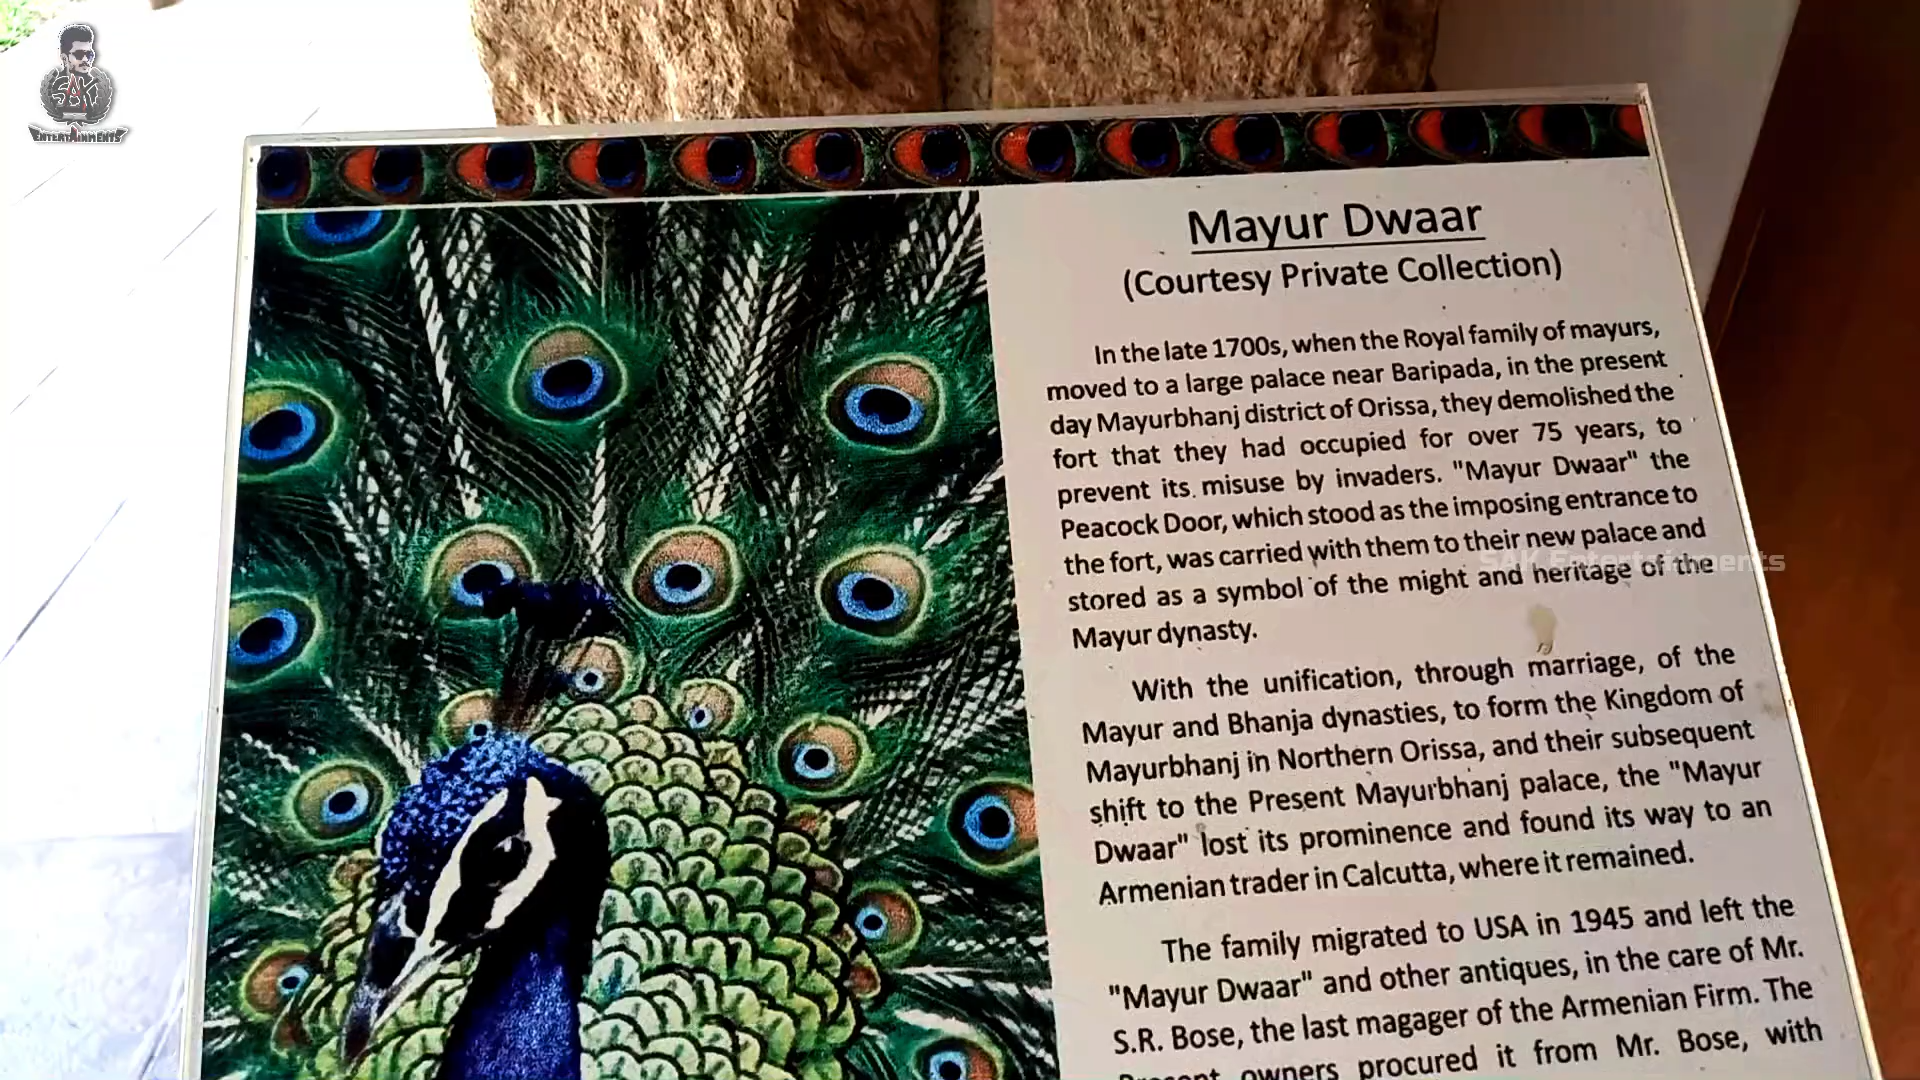 SAK
ENTERTAINMENTS
Mayur Dwaar
(Courtesy Private Collection)
In the late 1700s, when the Royal family of mayurs,
moved to a large palace near Baripada, in the present
day Mayurbhanj district of Orissa, they demolished the
fort that they had occupied for over 75 years, to
prevent its misuse by invaders. "Mayur Dwaar" the
Peacock Door, which stood as the imposing entrance to
the fort, was carried with them to their new palace and
SAK Entertainments
stored as a symbol of the might and heritage of the
Mayur dynasty.
With the unification, through marriage, of the
Mayur and Bhanja dynasties, to form the Kingdom of
Mayurbhanj in Northern Orissa, and their subsequent
shift to the Present Mayurbhanj palace, the "Mayur
Dwaar" lost its prominence and found its way to an
Armenian trader in Calcutta, where it remained.
The family migrated to USA in 1945 and left the
"Mayur Dwaar" and other antiques, in the care of Mr.
S.R. Bose, the last magager of the Armenian Firm. The
Present owners procured it from Mr. Bose, with